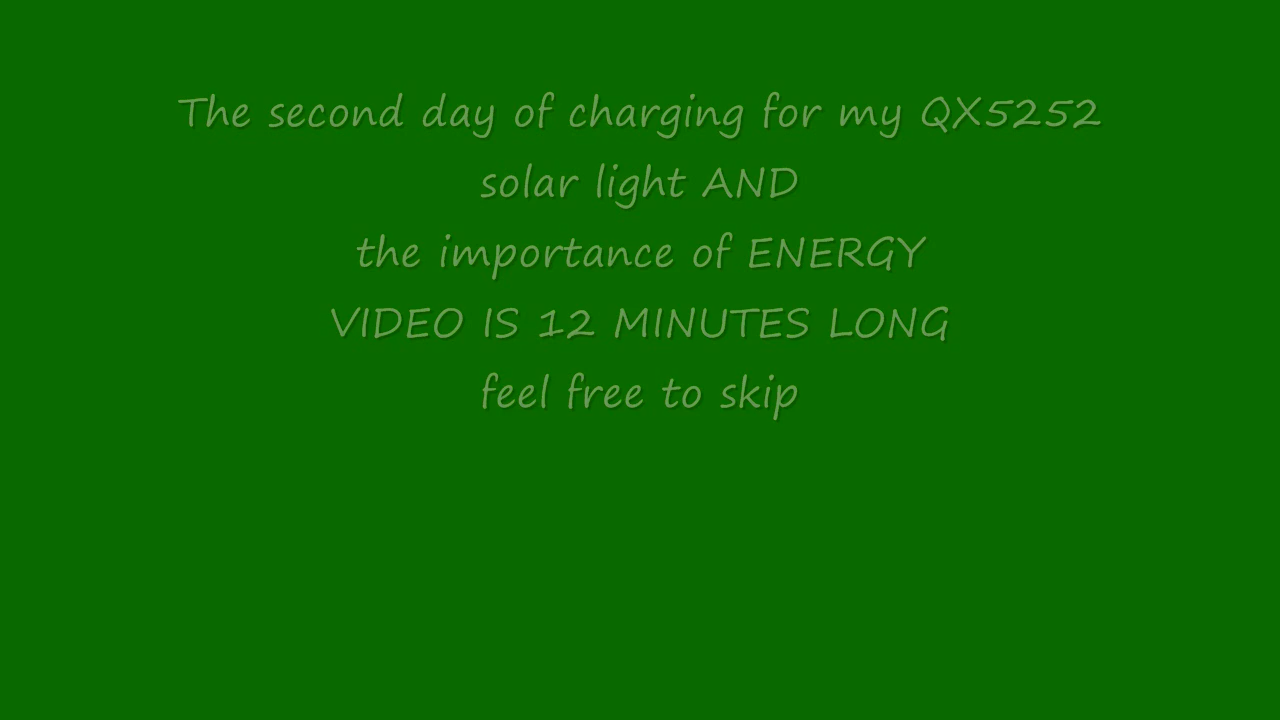 The second day of charging for my QX5252
solar light AND
the importance of ENERGY
VIDEO IS 12 MINUTES LONG
feel free to skip